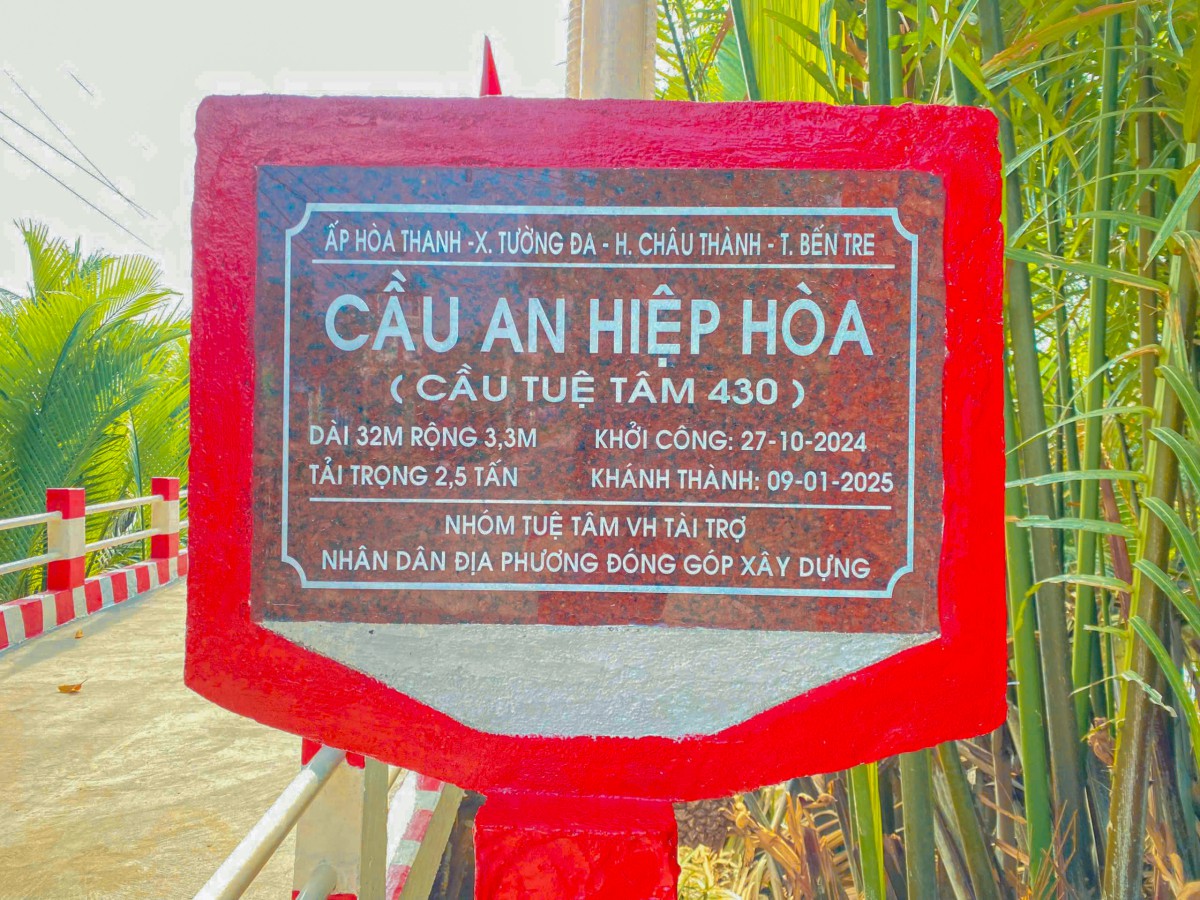 ẤP HÒA THANH -X. TƯỜNG ĐA - H. CHÂU THÀNH - T. BẾN TRE
CẦU AN HIỆP HÒA
( CẦU TUỆ TÂM 430 )
DÀI 32M RỘNG 3,3M KHỞI CÔNG: 27-10-2024
TẢI TRỌNG 2,5 TẤN KHÁNH THÀNH: 09-01-2025
NHÓM TUỆ TÂM VH TÀI TRỢ
NHÂN DÂN ĐỊA PHƯƠNG ĐÓNG GÓP XÂY DỰNG